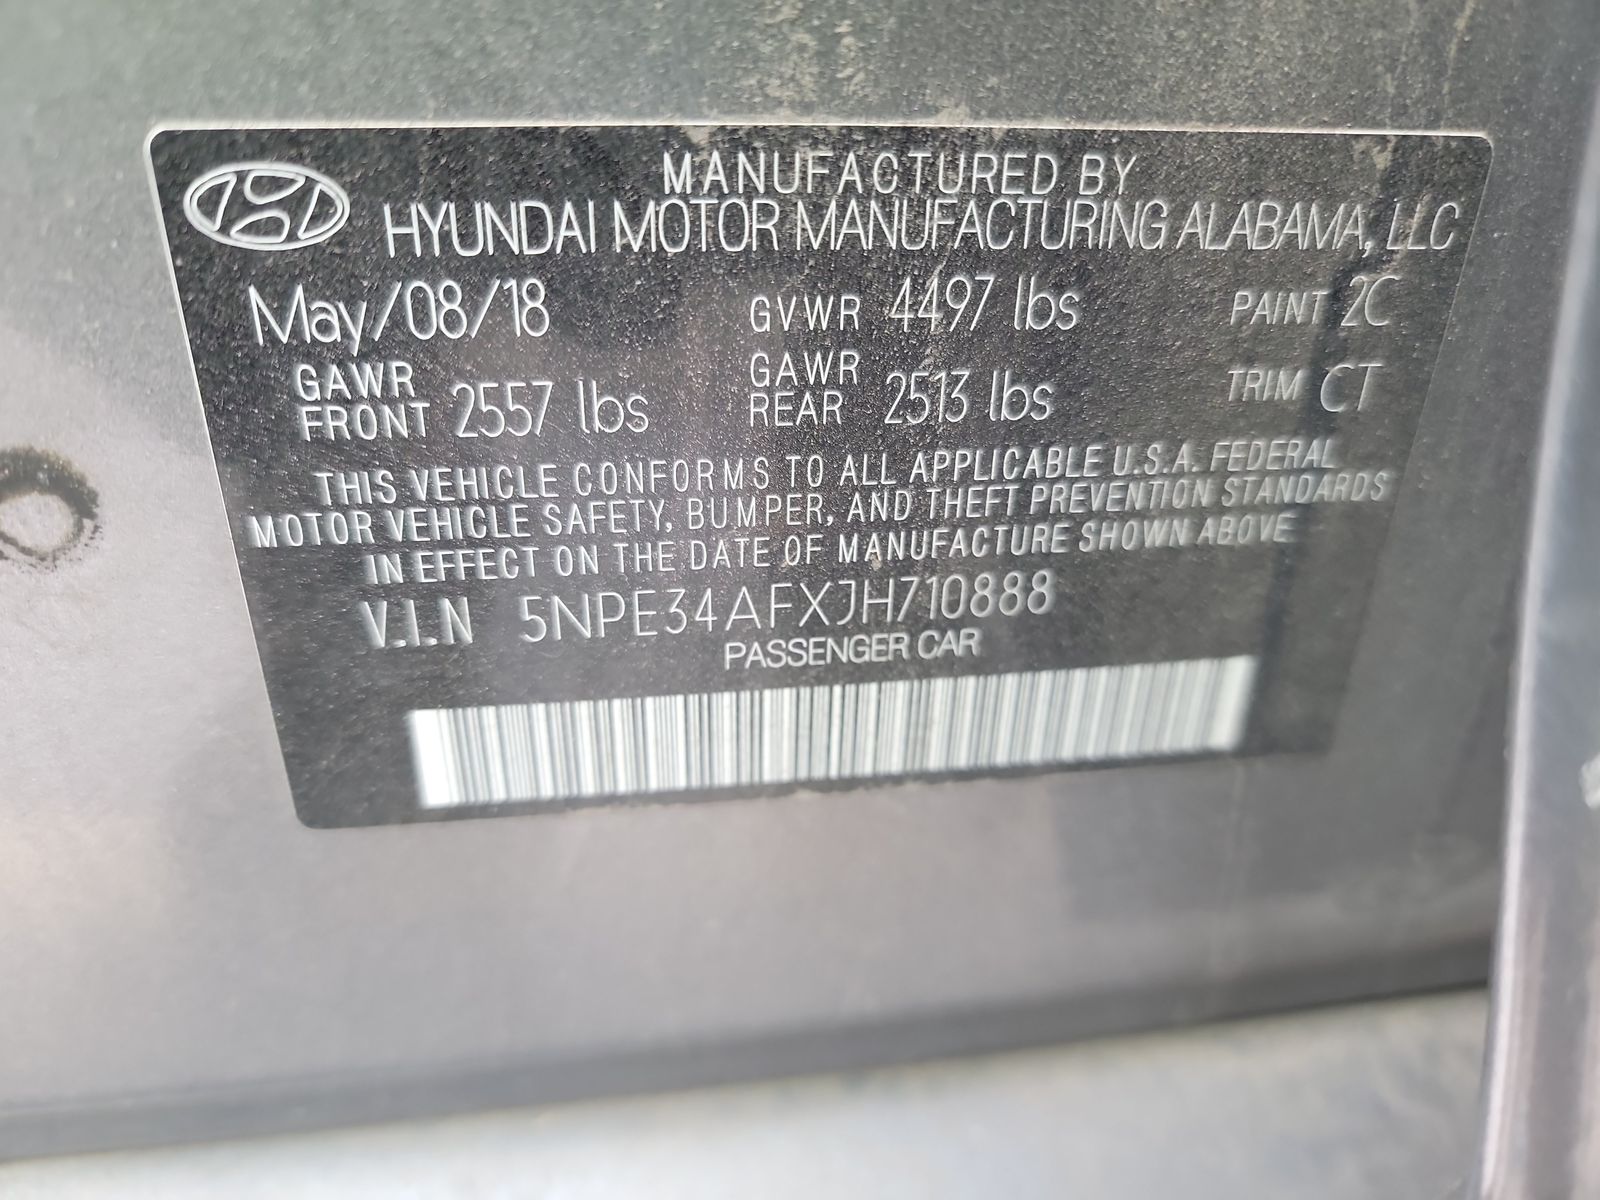 MANUFACTURED BY
HYUNDAI MOTOR MANUFACTURING ALABAMA, LLC
May/08/18 GVWR 4497 lbs PAINT 2C
GAWR FRONT 2557 lbs GAWR REAR 2513 lbs TRIM CT
THIS VEHICLE CONFORMS TO ALL APPLICABLE U.S.A. FEDERAL
MOTOR VEHICLE SAFETY, BUMPER, AND THEFT PREVENTION STANDARDS
IN EFFECT ON THE DATE OF MANUFACTURE SHOWN ABOVE
V.I.N 5NPE34AFXJH710888
PASSENGER CAR